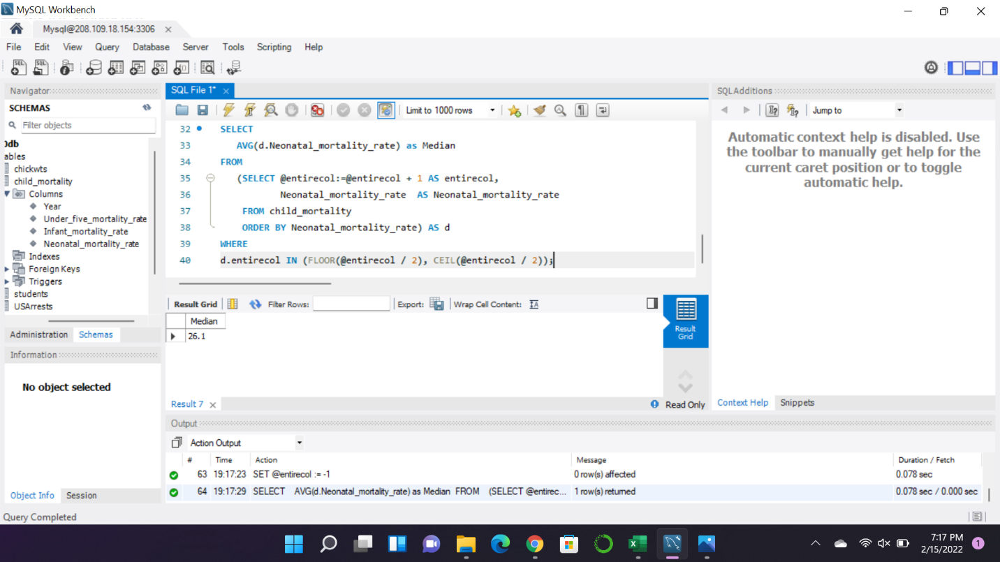 MySQL Workbench
Mysql@208.109.18.154:3306
File Edit View Query Database Server Tools Scripting Help
Navigator
SCHEMAS
Filter objects
ables
chickwts
child_mortality
Columns
Year
Under_five_mortality_rate
Infant_mortality_rate
Neonatal_mortality_rate
Indexes
Foreign Keys
Triggers
students
USArrests
Administration Schemas
Information
No object selected
Object Info Session
SQL File 1*
Limit to 1000 rows
32 SELECT
33 AVG(d.Neonatal_mortality_rate) as Median
34 FROM
35 (SELECT @entirecol:=@entirecol + 1 AS entirecol,
36 Neonatal_mortality_rate AS Neonatal_mortality_rate
37 FROM child_mortality
38 ORDER BY Neonatal_mortality_rate) AS d
39 WHERE
40 d.entirecol IN (FLOOR(@entirecol / 2), CEIL(@entirecol / 2));
Result Grid Filter Rows: Export: Wrap Cell Content:
Median
26.1
Result
Grid
Result 7
Read Only
SQLAdditions
Jump to
Automatic context help is disabled. Use
the toolbar to manually get help for the
current caret position or to toggle
automatic help.
Context Help Snippets
Output
Action Output
# Time Action Message Duration / Fetch
63 19:17:23 SET @entirecol := -1 0 row(s) affected 0.078 sec
64 19:17:29 SELECT AVG(d.Neonatal_mortality_rate) as Median FROM (SELECT @entirec... 1 row(s) returned 0.078 sec / 0.000 sec
Query Completed
7:17 PM
2/15/2022
1